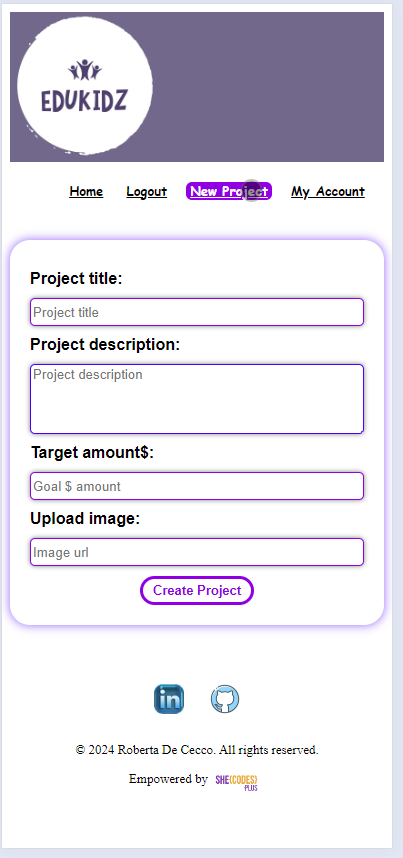 EDUKIDZ
Home Logout New Project My Account
Project title:
Project title
Project description:
Project description
Target amount$:
Goal $ amount
Upload image:
Image url
Create Project
in
© 2024 Roberta De Cecco. All rights reserved.
Empowered by SHE{CODES}
PLUS